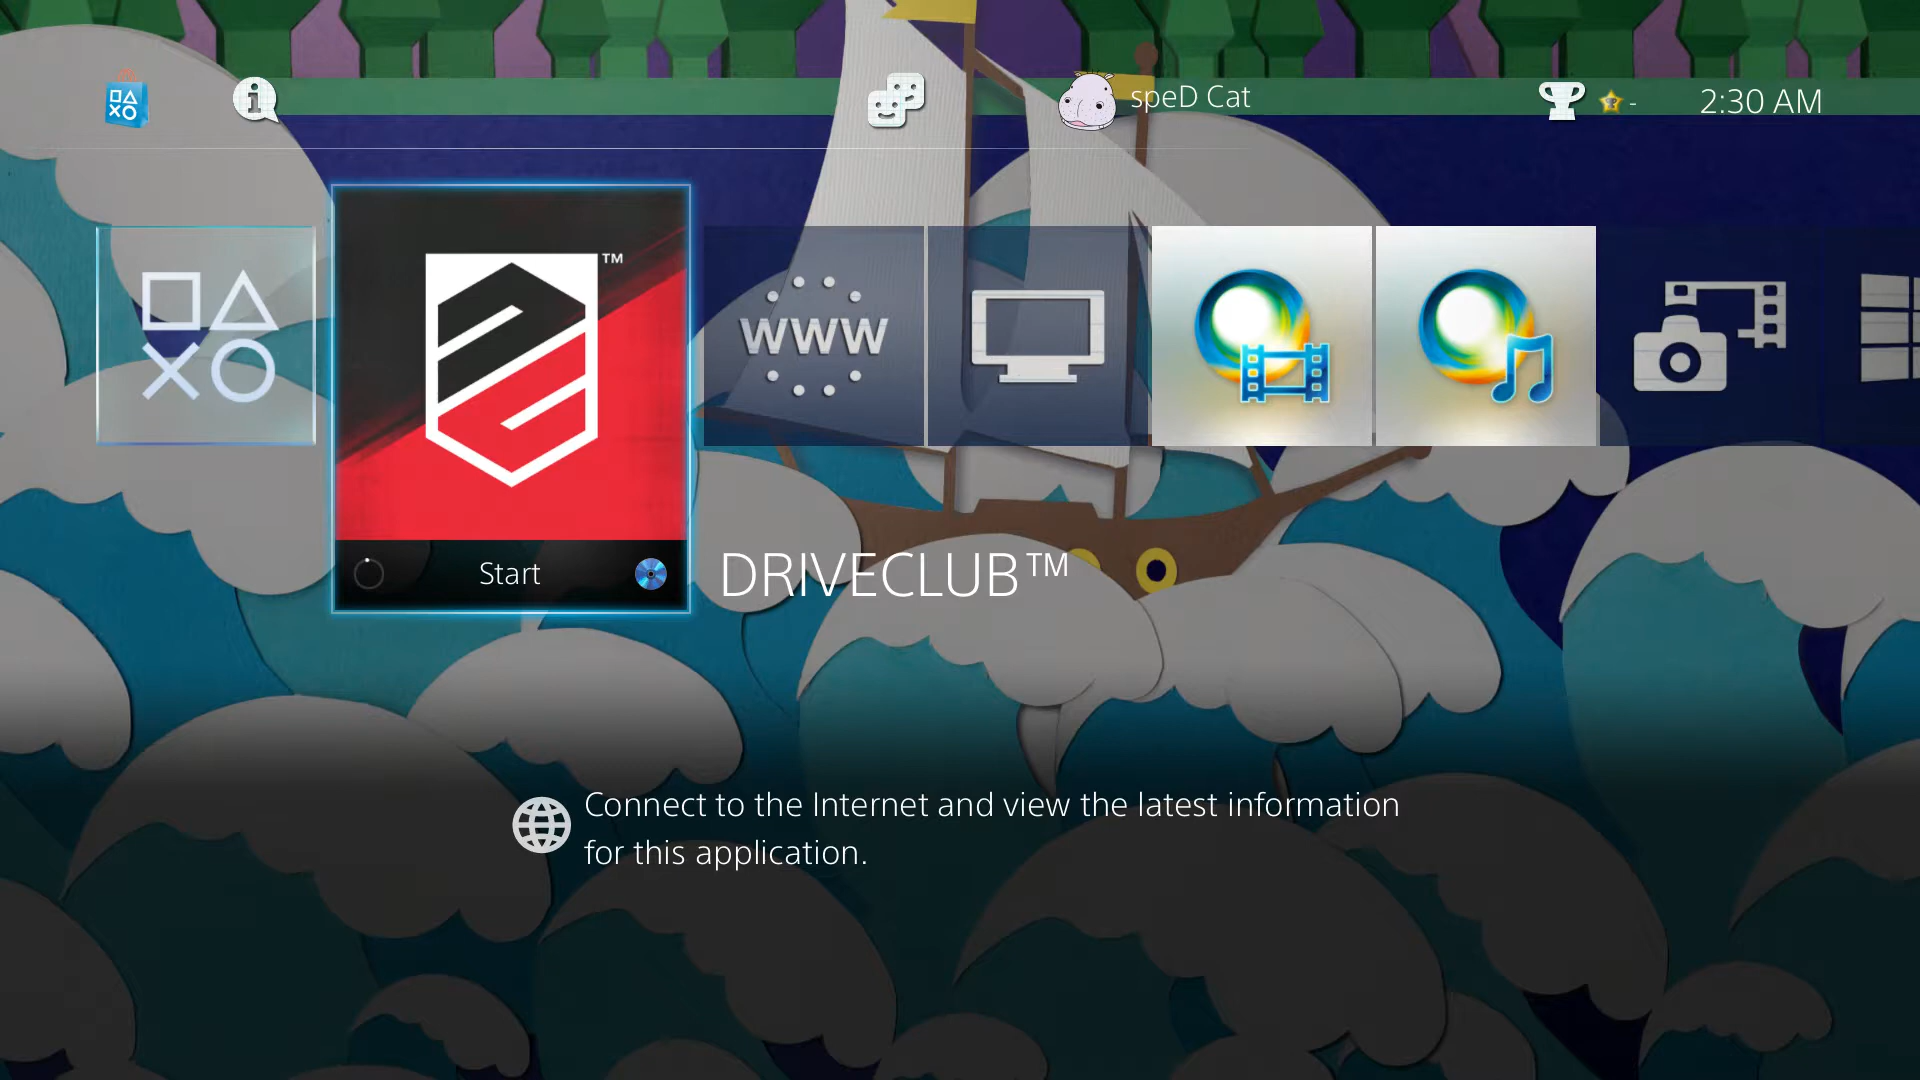 speD Cat
-
2:30 AM
TM
WWW
Start
DRIVECLUB™
Connect to the Internet and view the latest information
for this application.